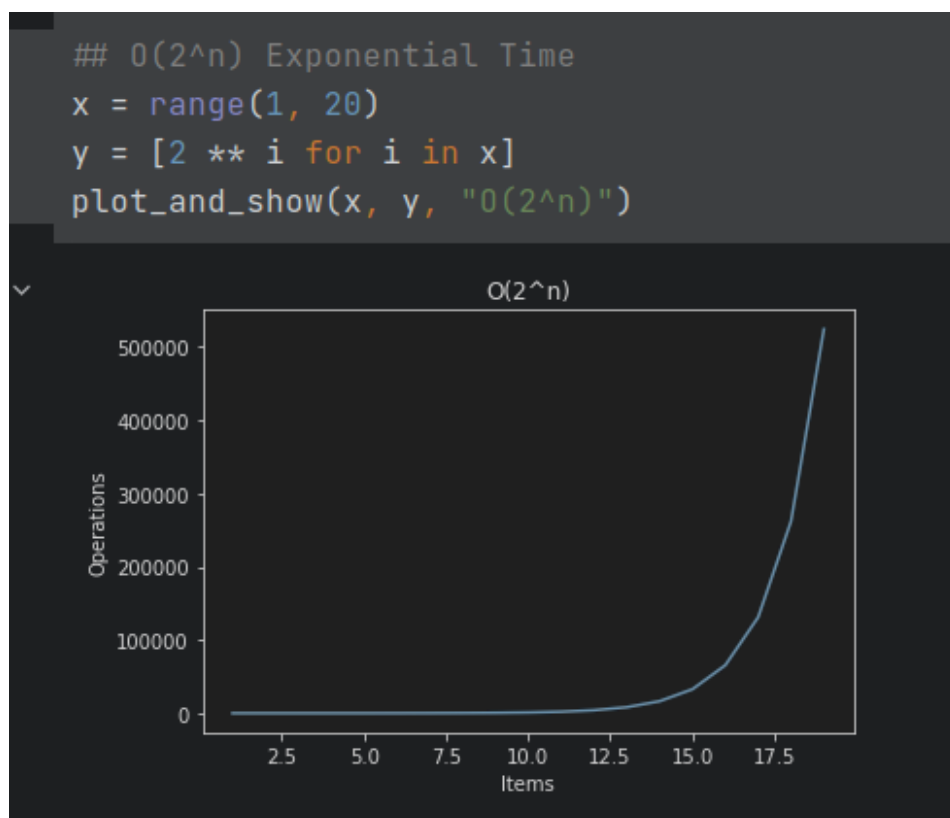 ## O(2^n) Exponential Time
x = range(1, 20)
y = [2 ** i for i in x]
plot_and_show(x, y, "O(2^n)")
O(2^n)
500000
400000
300000
200000
100000
0
Operations
2.5 5.0 7.5 10.0 12.5 15.0 17.5
Items